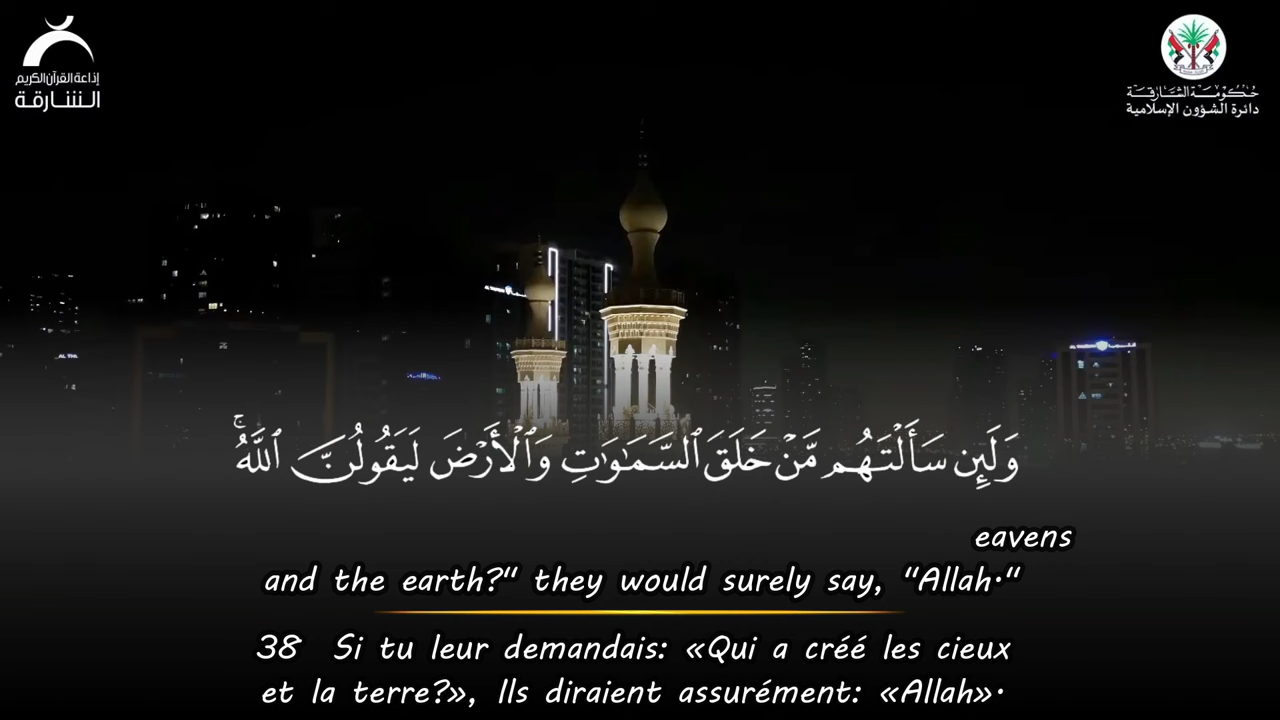 إذاعة القرآن الكريم
الشارقة
حكومة الشارقة
دائرة الشؤون الإسلامية
AL THI
وَلَئِن سَأَلْتَهُم مَّنْ خَلَقَ ٱلسَّمَـٰوَٰتِ وَٱلْأَرْضَ لَيَقُولُنَّ ٱللَّهُ ۚ
eavens
and the earth?" they would surely say, "Allah."
38 Si tu leur demandais: «Qui a créé les cieux
et la terre?», Ils diraient assurément: «Allah».